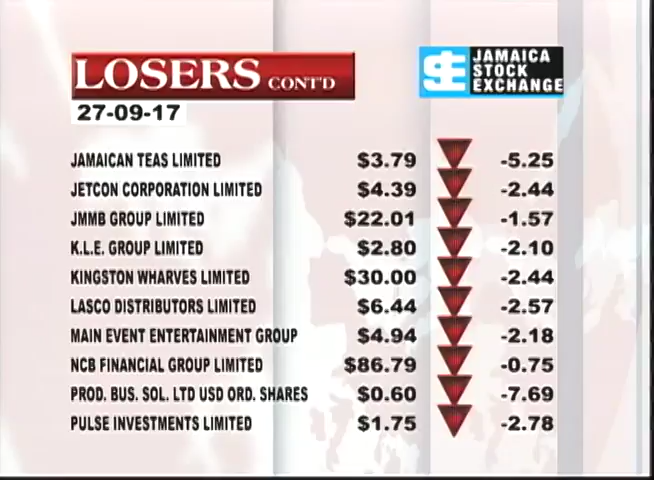 LOSERS CONT'D
JAMAICA
STOCK
EXCHANGE
27-09-17
JAMAICAN TEAS LIMITED $3.79 -5.25
JETCON CORPORATION LIMITED $4.39 -2.44
JMMB GROUP LIMITED $22.01 -1.57
K.L.E. GROUP LIMITED $2.80 -2.10
KINGSTON WHARVES LIMITED $30.00 -2.44
LASCO DISTRIBUTORS LIMITED $6.44 -2.57
MAIN EVENT ENTERTAINMENT GROUP $4.94 -2.18
NCB FINANCIAL GROUP LIMITED $86.79 -0.75
PROD. BUS. SOL. LTD USD ORD. SHARES $0.60 -7.69
PULSE INVESTMENTS LIMITED $1.75 -2.78